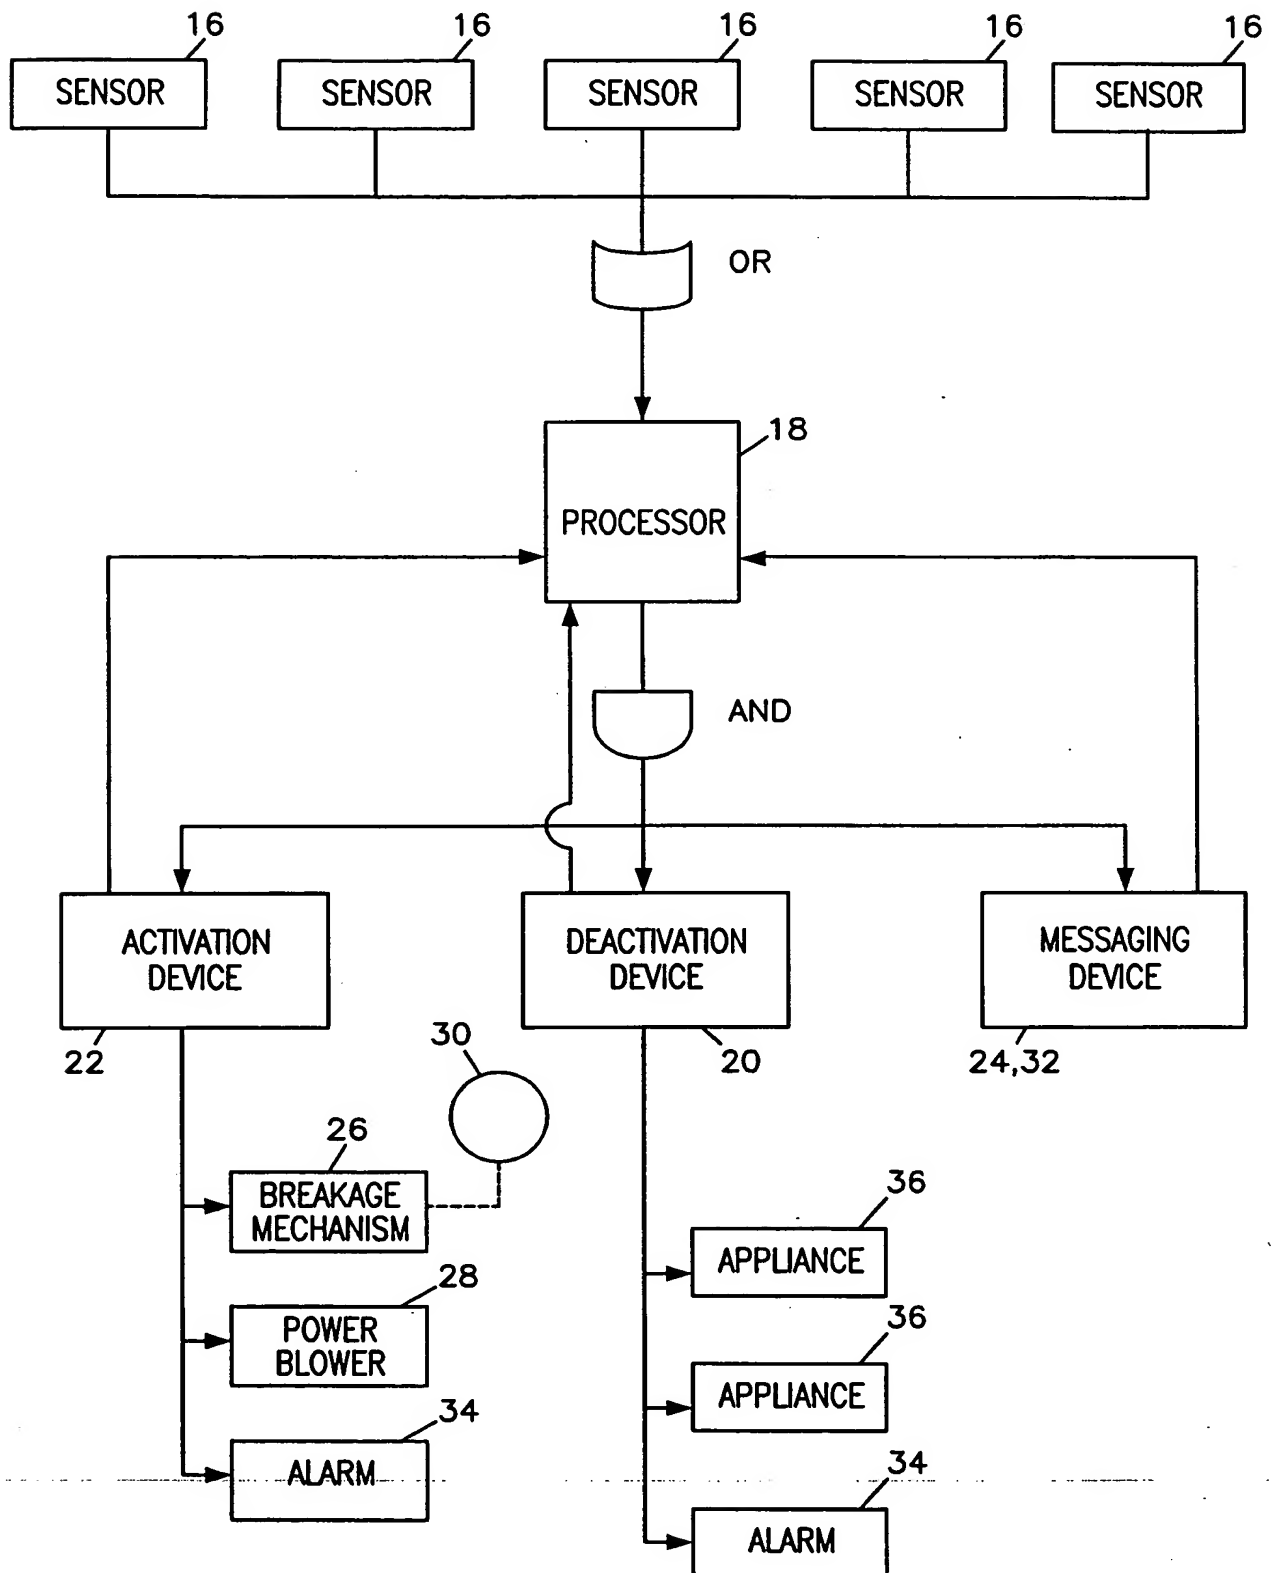 16 16 16 16 16
SENSOR SENSOR SENSOR SENSOR SENSOR
OR
18
PROCESSOR
AND
ACTIVATION
DEVICE
DEACTIVATION
DEVICE
MESSAGING
DEVICE
22
20
24,32
30
26
BREAKAGE
MECHANISM
28
POWER
BLOWER
34
ALARM
36
APPLIANCE
36
APPLIANCE
34
ALARM